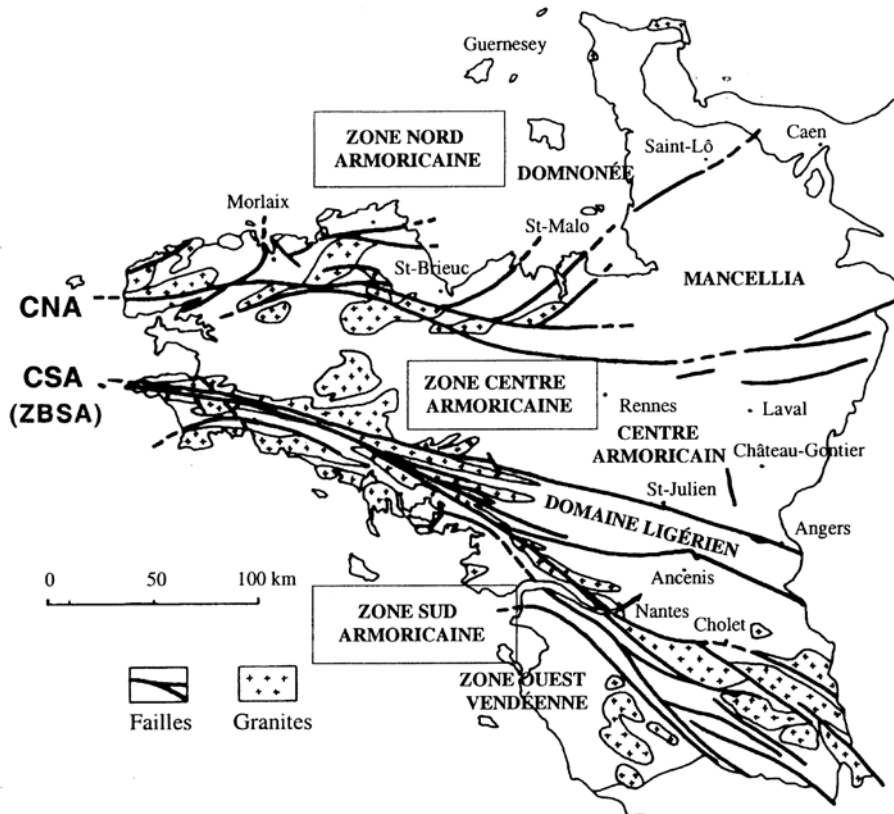 Guernesey
ZONE NORD
ARMORICAINE
DOMNONÉE
Saint-Lô
Caen
Morlaix
St-Malo
St-Brieuc
MANCELLIA
CNA
CSA
(ZBSA)
ZONE CENTRE
ARMORICAINE
Rennes
Laval
CENTRE
ARMORICAIN
Château-Gontier
St-Julien
DOMAINE LIGÉRIEN
Angers
0 50 100 km
Ancenis
Nantes
Cholet
ZONE SUD
ARMORICAINE
ZONE OUEST
VENDÉENNE
Failles
Granites